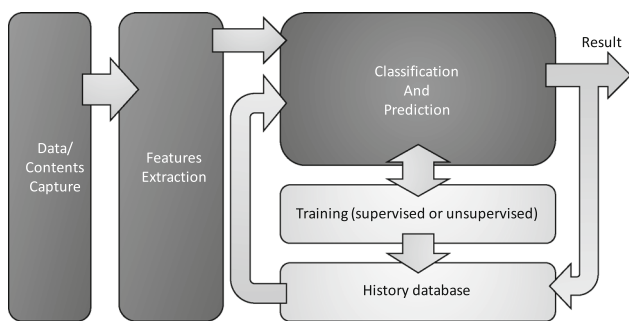 Data/
Contents
Capture
Features
Extraction
Classification
And
Prediction
Result
Training (supervised or unsupervised)
History database